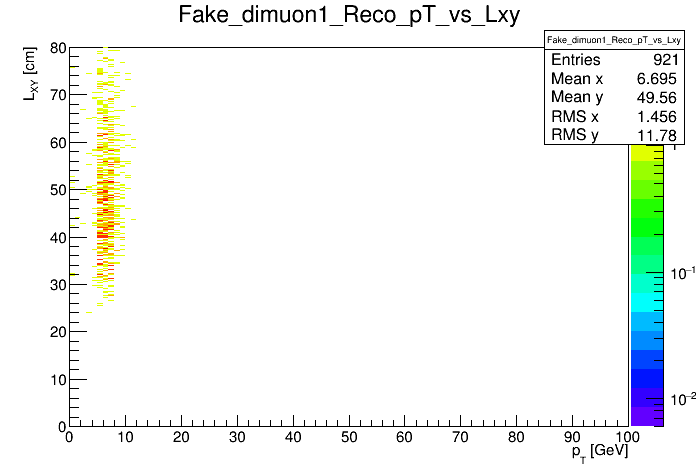 Fake_dimuon1_Reco_pT_vs_Lxy
Fake_dimuon1_Reco_pT_vs_Lxy
Entries 921
Mean x 6.695
Mean y 49.56
RMS x 1.456
RMS y 11.78
L_XY [cm]
80
70
60
50
40
30
20
10
0
0 10 20 30 40 50 60 70 80 90 100
p_T [GeV]
10^-1
10^-2